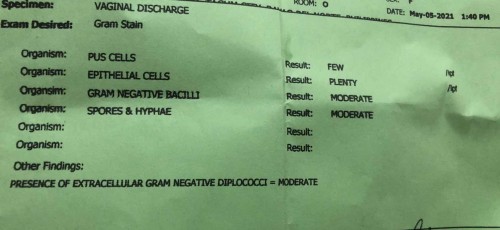 ROOM: O
Specimen: VAGINAL DISCHARGE
DATE: May-05-2021 1:40 PM
Exam Desired: Gram Stain
Organism: PUS CELLS Result: FEW /lpf
Organism: EPITHELIAL CELLS Result: PLENTY /lpf
Organsim: GRAM NEGATIVE BACILLI Result: MODERATE
Organism: SPORES & HYPHAE Result: MODERATE
Organism: Result:
Organism: Result:
Other Findings:
PRESENCE OF EXTRACELLULAR GRAM NEGATIVE DIPLOCOCCI = MODERATE